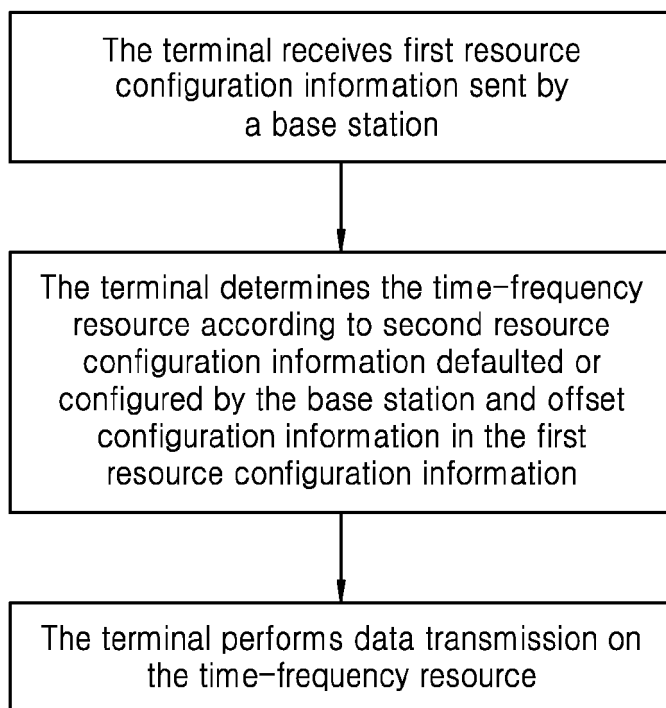 The terminal receives first resource
configuration information sent by
a base station
The terminal determines the time-frequency
resource according to second resource
configuration information defaulted or
configured by the base station and offset
configuration information in the first
resource configuration information
The terminal performs data transmission on
the time-frequency resource